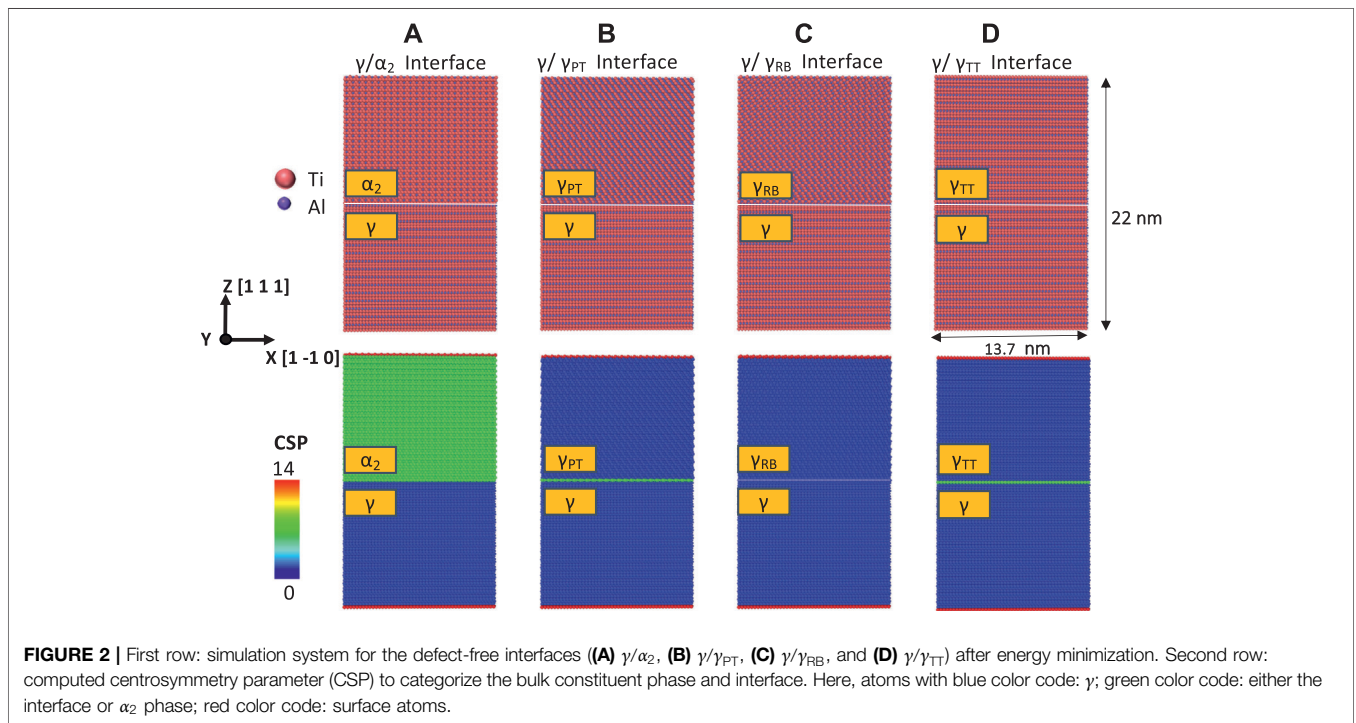 A B C D
γ/α₂ Interface γ/ γPT Interface γ/ γRB Interface γ/ γTT Interface
Ti
Al
α₂ γPT γRB γTT
γ γ γ γ
22 nm
Z [1 1 1]
Y
X [1 -1 0]
13.7 nm
CSP
14
0
α₂ γPT γRB γTT
γ γ γ γ
FIGURE 2 | First row: simulation system for the defect-free interfaces ((A) γ/α₂, (B) γ/γPT, (C) γ/γRB, and (D) γ/γTT) after energy minimization. Second row:
computed centrosymmetry parameter (CSP) to categorize the bulk constituent phase and interface. Here, atoms with blue color code: γ; green color code: either the
interface or α₂ phase; red color code: surface atoms.